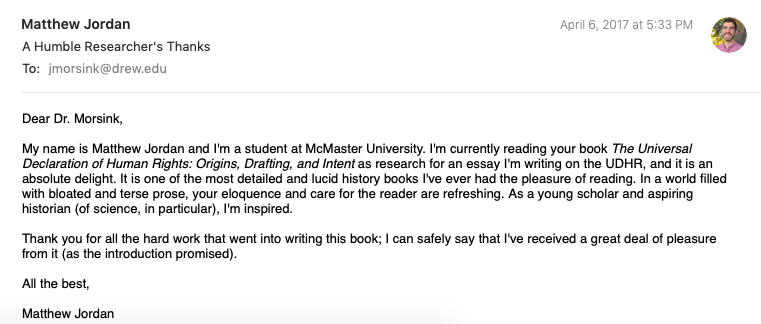 Matthew Jordan
April 6, 2017 at 5:33 PM
A Humble Researcher's Thanks
To: jmorsink@drew.edu
Dear Dr. Morsink,
My name is Matthew Jordan and I'm a student at McMaster University. I'm currently reading your book The Universal
Declaration of Human Rights: Origins, Drafting, and Intent as research for an essay I'm writing on the UDHR, and it is an
absolute delight. It is one of the most detailed and lucid history books I've ever had the pleasure of reading. In a world filled
with bloated and terse prose, your eloquence and care for the reader are refreshing. As a young scholar and aspiring
historian (of science, in particular), I'm inspired.
Thank you for all the hard work that went into writing this book; I can safely say that I've received a great deal of pleasure
from it (as the introduction promised).
All the best,
Matthew Jordan